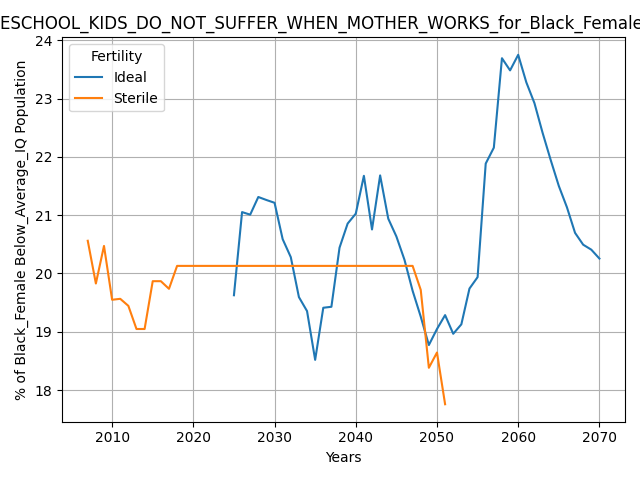 ESCHOOL_KIDS_DO_NOT_SUFFER_WHEN_MOTHER_WORKS_for_Black_Female
Fertility
Ideal
Sterile
% of Black_Female Below_Average_IQ Population
24
23
22
21
20
19
18
2010
2020
2030
2040
2050
2060
2070
Years